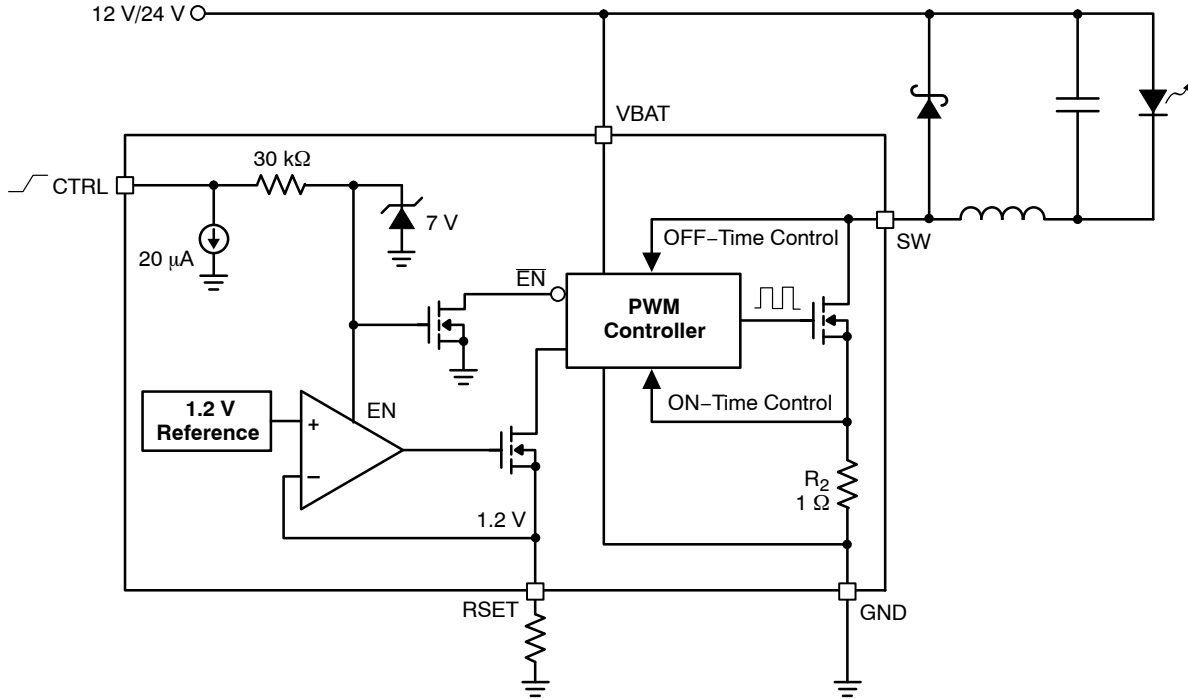 12 V/24 V
VBAT
30 kΩ
CTRL
7 V
20 µA
OFF−Time Control
SW
EN
PWM
Controller
ON−Time Control
1.2 V
Reference
+
EN
−
R2
1 Ω
1.2 V
RSET
GND